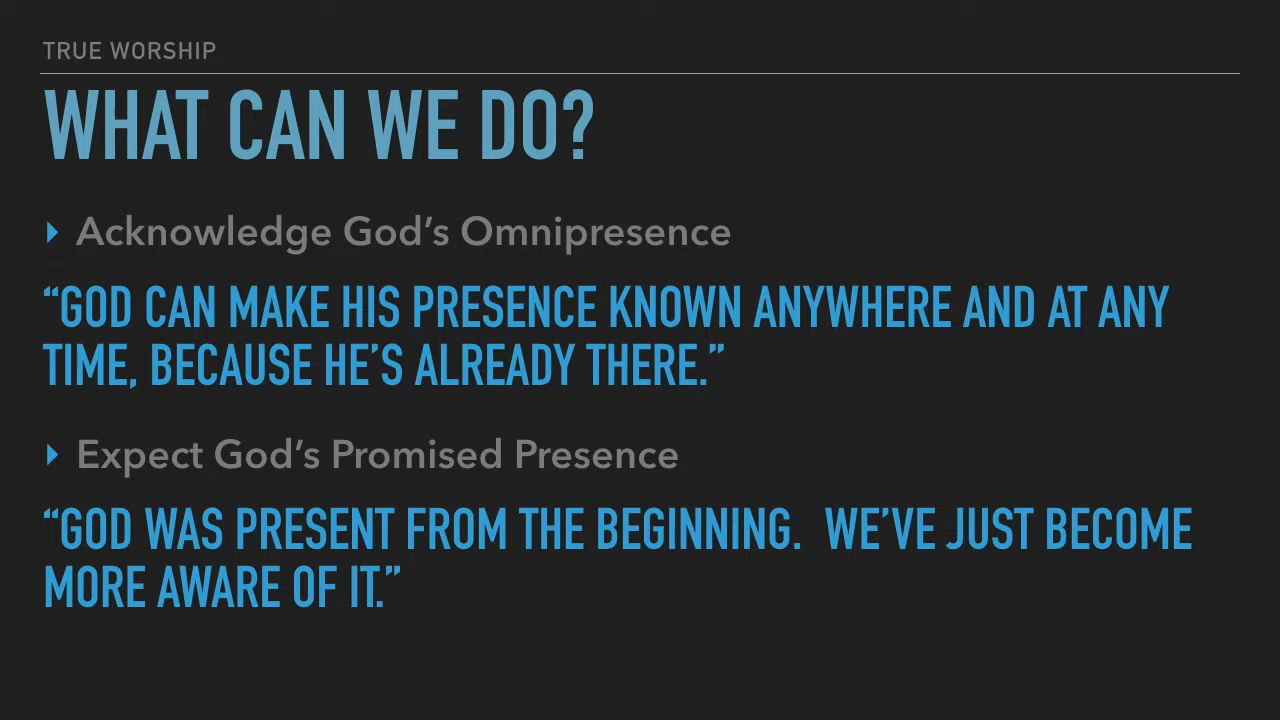 TRUE WORSHIP
WHAT CAN WE DO?
‣ Acknowledge God’s Omnipresence
“GOD CAN MAKE HIS PRESENCE KNOWN ANYWHERE AND AT ANY
TIME, BECAUSE HE’S ALREADY THERE.”
‣ Expect God’s Promised Presence
“GOD WAS PRESENT FROM THE BEGINNING.  WE’VE JUST BECOME
MORE AWARE OF IT.”